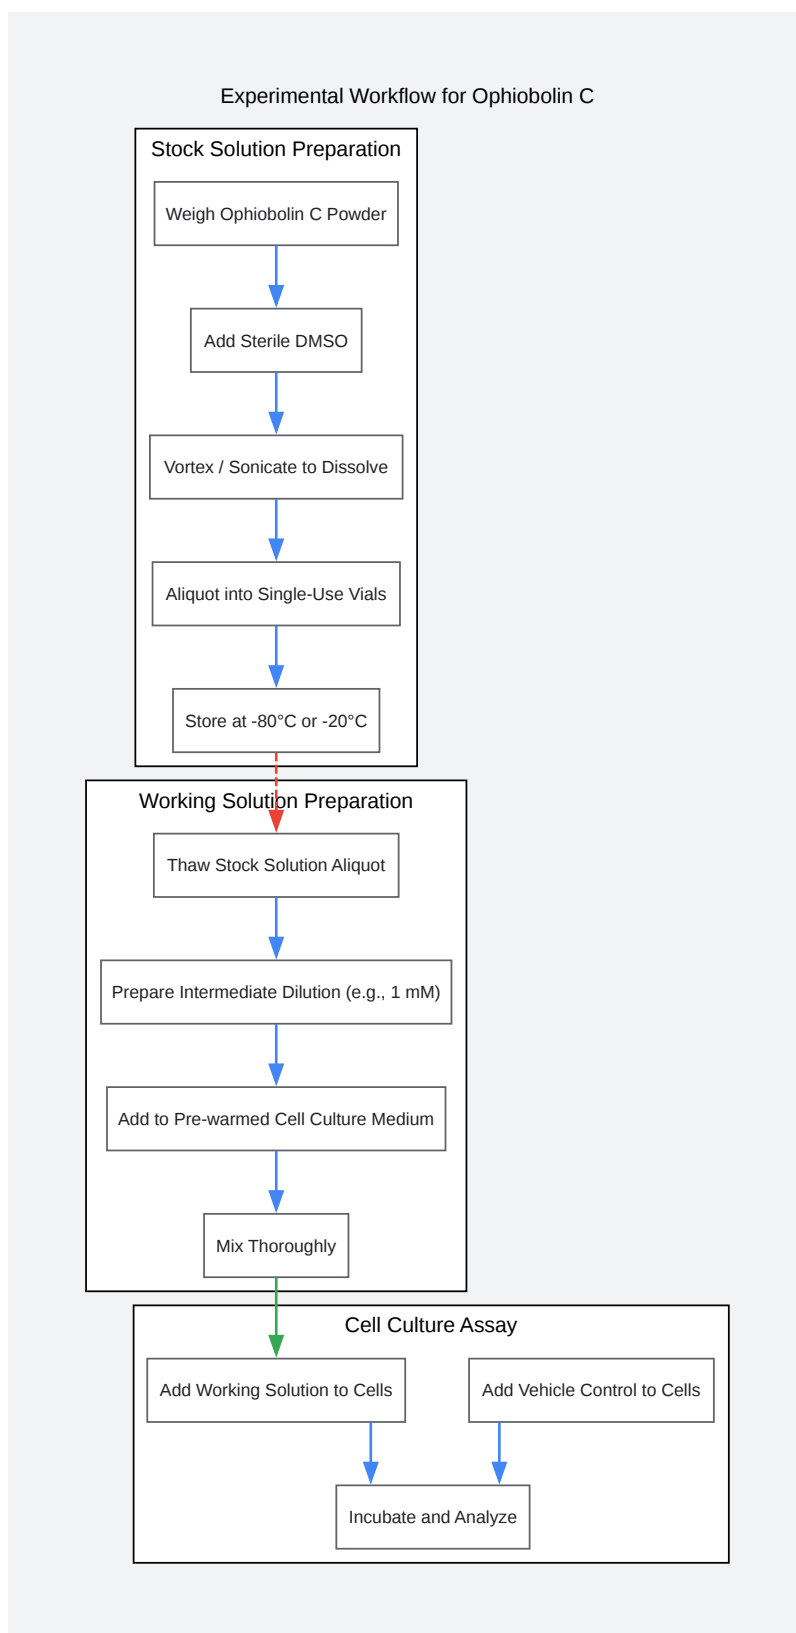 Experimental Workflow for Ophiobolin C
Stock Solution Preparation
Weigh Ophiobolin C Powder
Add Sterile DMSO
Vortex / Sonicate to Dissolve
Aliquot into Single-Use Vials
Store at -80°C or -20°C
Working Solution Preparation
Thaw Stock Solution Aliquot
Prepare Intermediate Dilution (e.g., 1 mM)
Add to Pre-warmed Cell Culture Medium
Mix Thoroughly
Cell Culture Assay
Add Working Solution to Cells
Add Vehicle Control to Cells
Incubate and Analyze